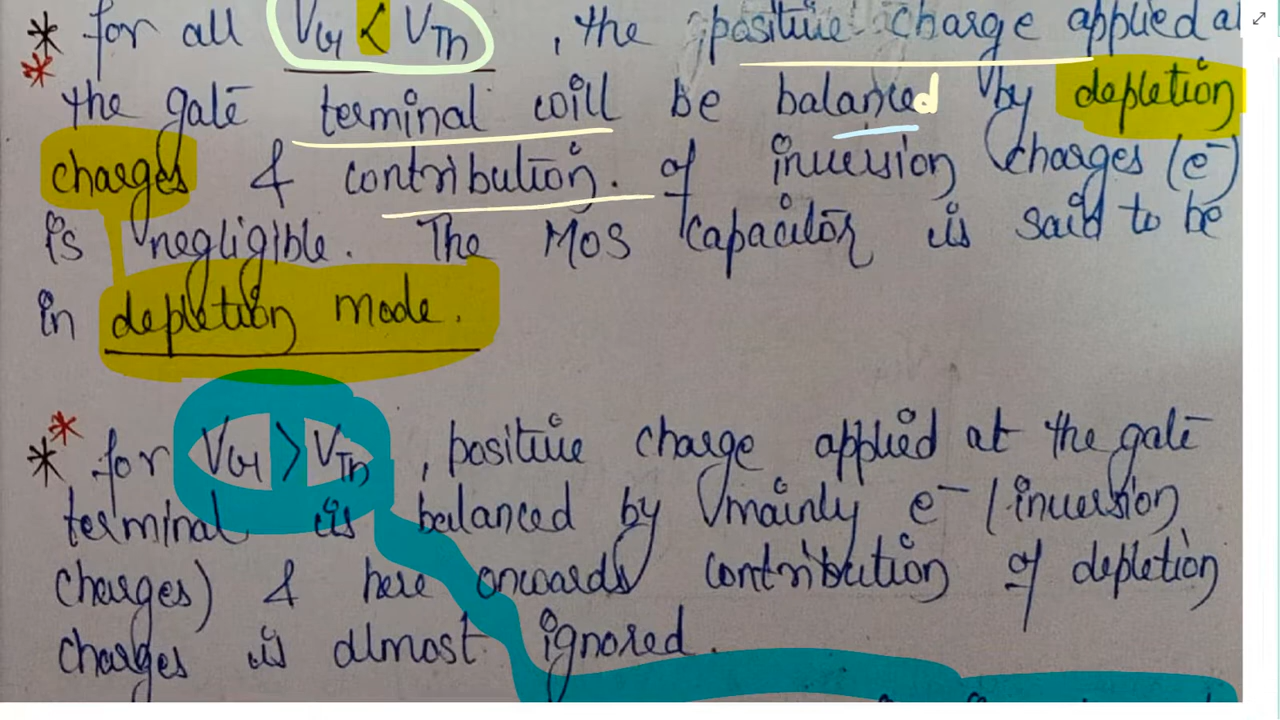 * for all VG < VTh , the positive charge applied a
* the gate terminal will be balanced by depletion
charges & contribution. of inversion charges (e⁻)
is negligible. The MOS capacitor is said to be
in depletion mode.
** for VG > VTh , positive charge applied at the gate
terminal is balanced by mainly e⁻ (inversion
charges) & here onwards contribution of depletion
charges is almost ignored.